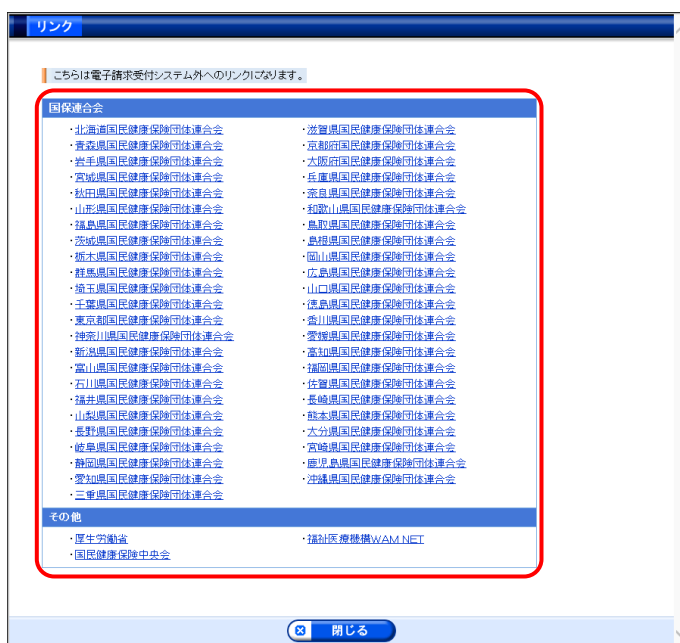 リンク
こちらは電子請求受付システム外へのリンクになります。
国保連合会
・北海道国民健康保険団体連合会
・青森県国民健康保険団体連合会
・岩手県国民健康保険団体連合会
・宮城県国民健康保険団体連合会
・秋田県国民健康保険団体連合会
・山形県国民健康保険団体連合会
・福島県国民健康保険団体連合会
・茨城県国民健康保険団体連合会
・栃木県国民健康保険団体連合会
・群馬県国民健康保険団体連合会
・埼玉県国民健康保険団体連合会
・千葉県国民健康保険団体連合会
・東京都国民健康保険団体連合会
・神奈川県国民健康保険団体連合会
・新潟県国民健康保険団体連合会
・富山県国民健康保険団体連合会
・石川県国民健康保険団体連合会
・福井県国民健康保険団体連合会
・山梨県国民健康保険団体連合会
・長野県国民健康保険団体連合会
・岐阜県国民健康保険団体連合会
・静岡県国民健康保険団体連合会
・愛知県国民健康保険団体連合会
・三重県国民健康保険団体連合会
・滋賀県国民健康保険団体連合会
・京都府国民健康保険団体連合会
・大阪府国民健康保険団体連合会
・兵庫県国民健康保険団体連合会
・奈良県国民健康保険団体連合会
・和歌山県国民健康保険団体連合会
・鳥取県国民健康保険団体連合会
・島根県国民健康保険団体連合会
・岡山県国民健康保険団体連合会
・広島県国民健康保険団体連合会
・山口県国民健康保険団体連合会
・徳島県国民健康保険団体連合会
・香川県国民健康保険団体連合会
・愛媛県国民健康保険団体連合会
・高知県国民健康保険団体連合会
・福岡県国民健康保険団体連合会
・佐賀県国民健康保険団体連合会
・長崎県国民健康保険団体連合会
・熊本県国民健康保険団体連合会
・大分県国民健康保険団体連合会
・宮崎県国民健康保険団体連合会
・鹿児島県国民健康保険団体連合会
・沖縄県国民健康保険団体連合会
その他
・厚生労働省
・国民健康保険中央会
・福祉医療機構WAM NET
閉じる